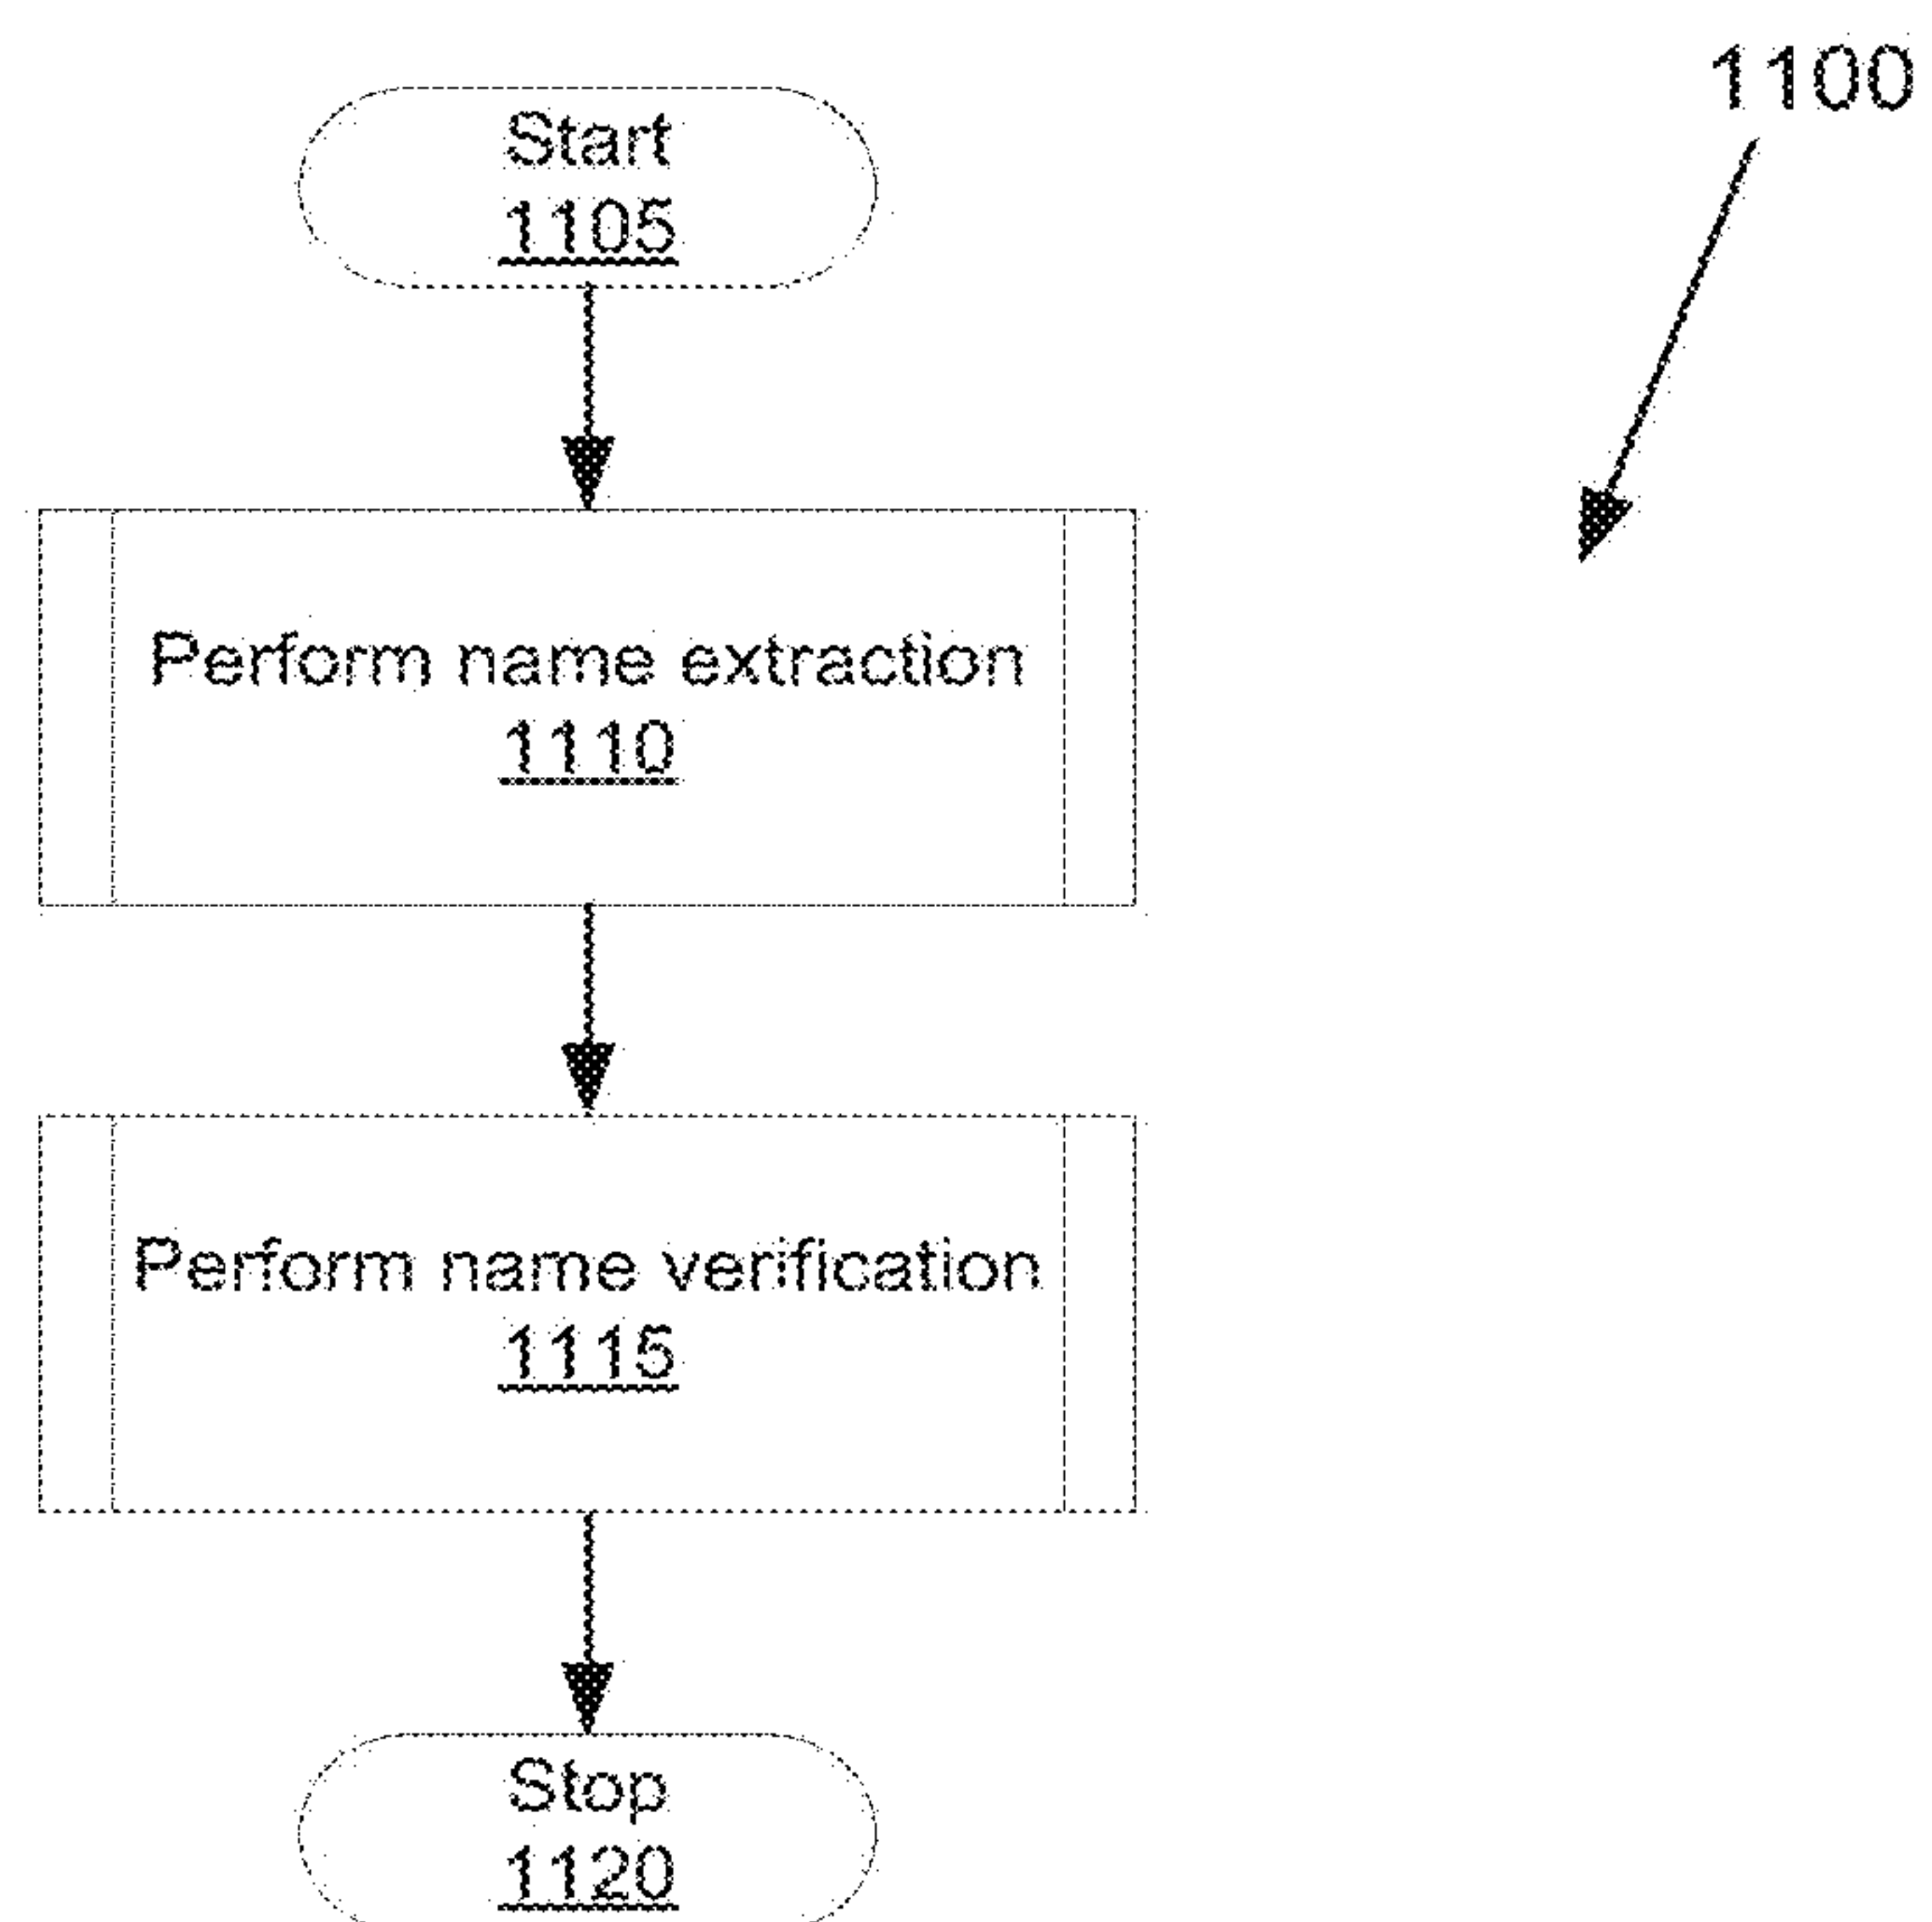 1100
Start
1105
Perform name extraction
1110
Perform name verification
1115
Stop
1120